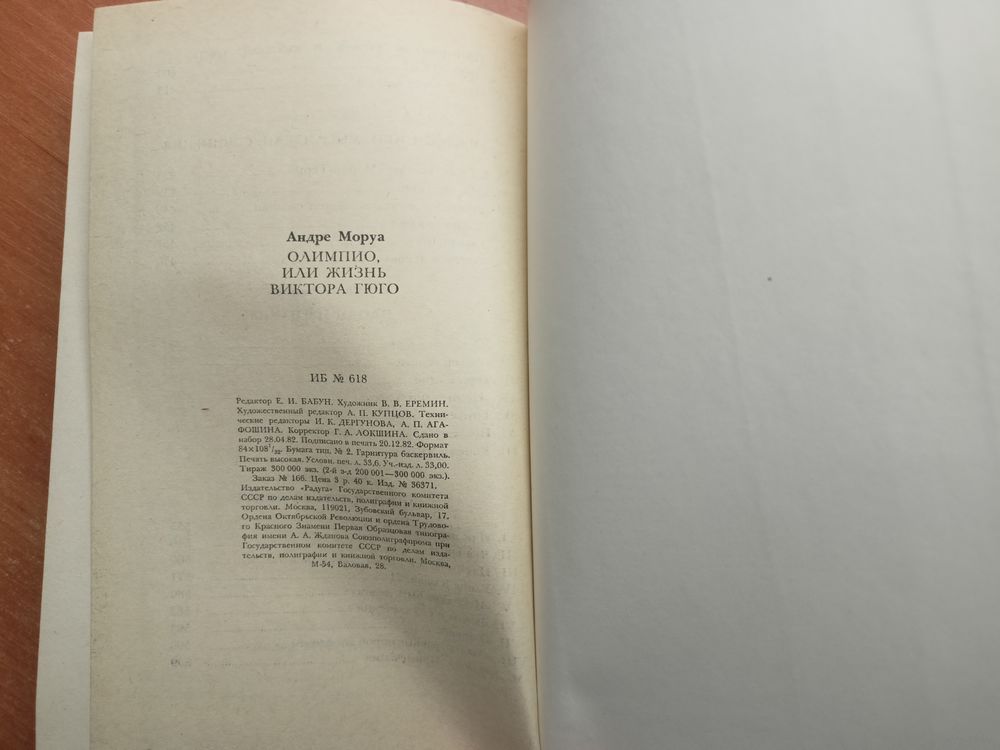 Андре Моруа
ОЛИМПИО,
ИЛИ ЖИЗНЬ
ВИКТОРА ГЮГО
ИБ № 618
Редактор Е. И. БАБУН. Художник В. В. ЕРЕМИН.
Художественный редактор А. П. КУПЦОВ. Техни-
ческие редакторы И. К. ДЕРГУНОВА, А. П. АГА-
ФОШИНА. Корректор Г. А. ЛОКШИНА. Сдано в
набор 28.04.82. Подписано в печать 20.12.82. Формат
84×108¹/₃₂. Бумага тип. № 2. Гарнитура баскервиль.
Печать высокая. Условн. печ. л. 33,6. Уч.-изд. л. 33,00.
Тираж 300 000 экз. (2-й з-д 200 001—300 000 экз.).
Заказ № 166. Цена 3 р. 40 к. Изд. № 36371.
Издательство «Радуга» Государственного комитета
СССР по делам издательств, полиграфии и книжной
торговли. Москва, 119021, Зубовский бульвар, 17.
Ордена Октябрьской Революции и ордена Трудово-
го Красного Знамени Первая Образцовая типогра-
фия имени А. А. Жданова Союзполиграфпрома при
Государственном комитете СССР по делам изда-
тельств, полиграфии и книжной торговли. Москва,
М-54, Валовая, 28.